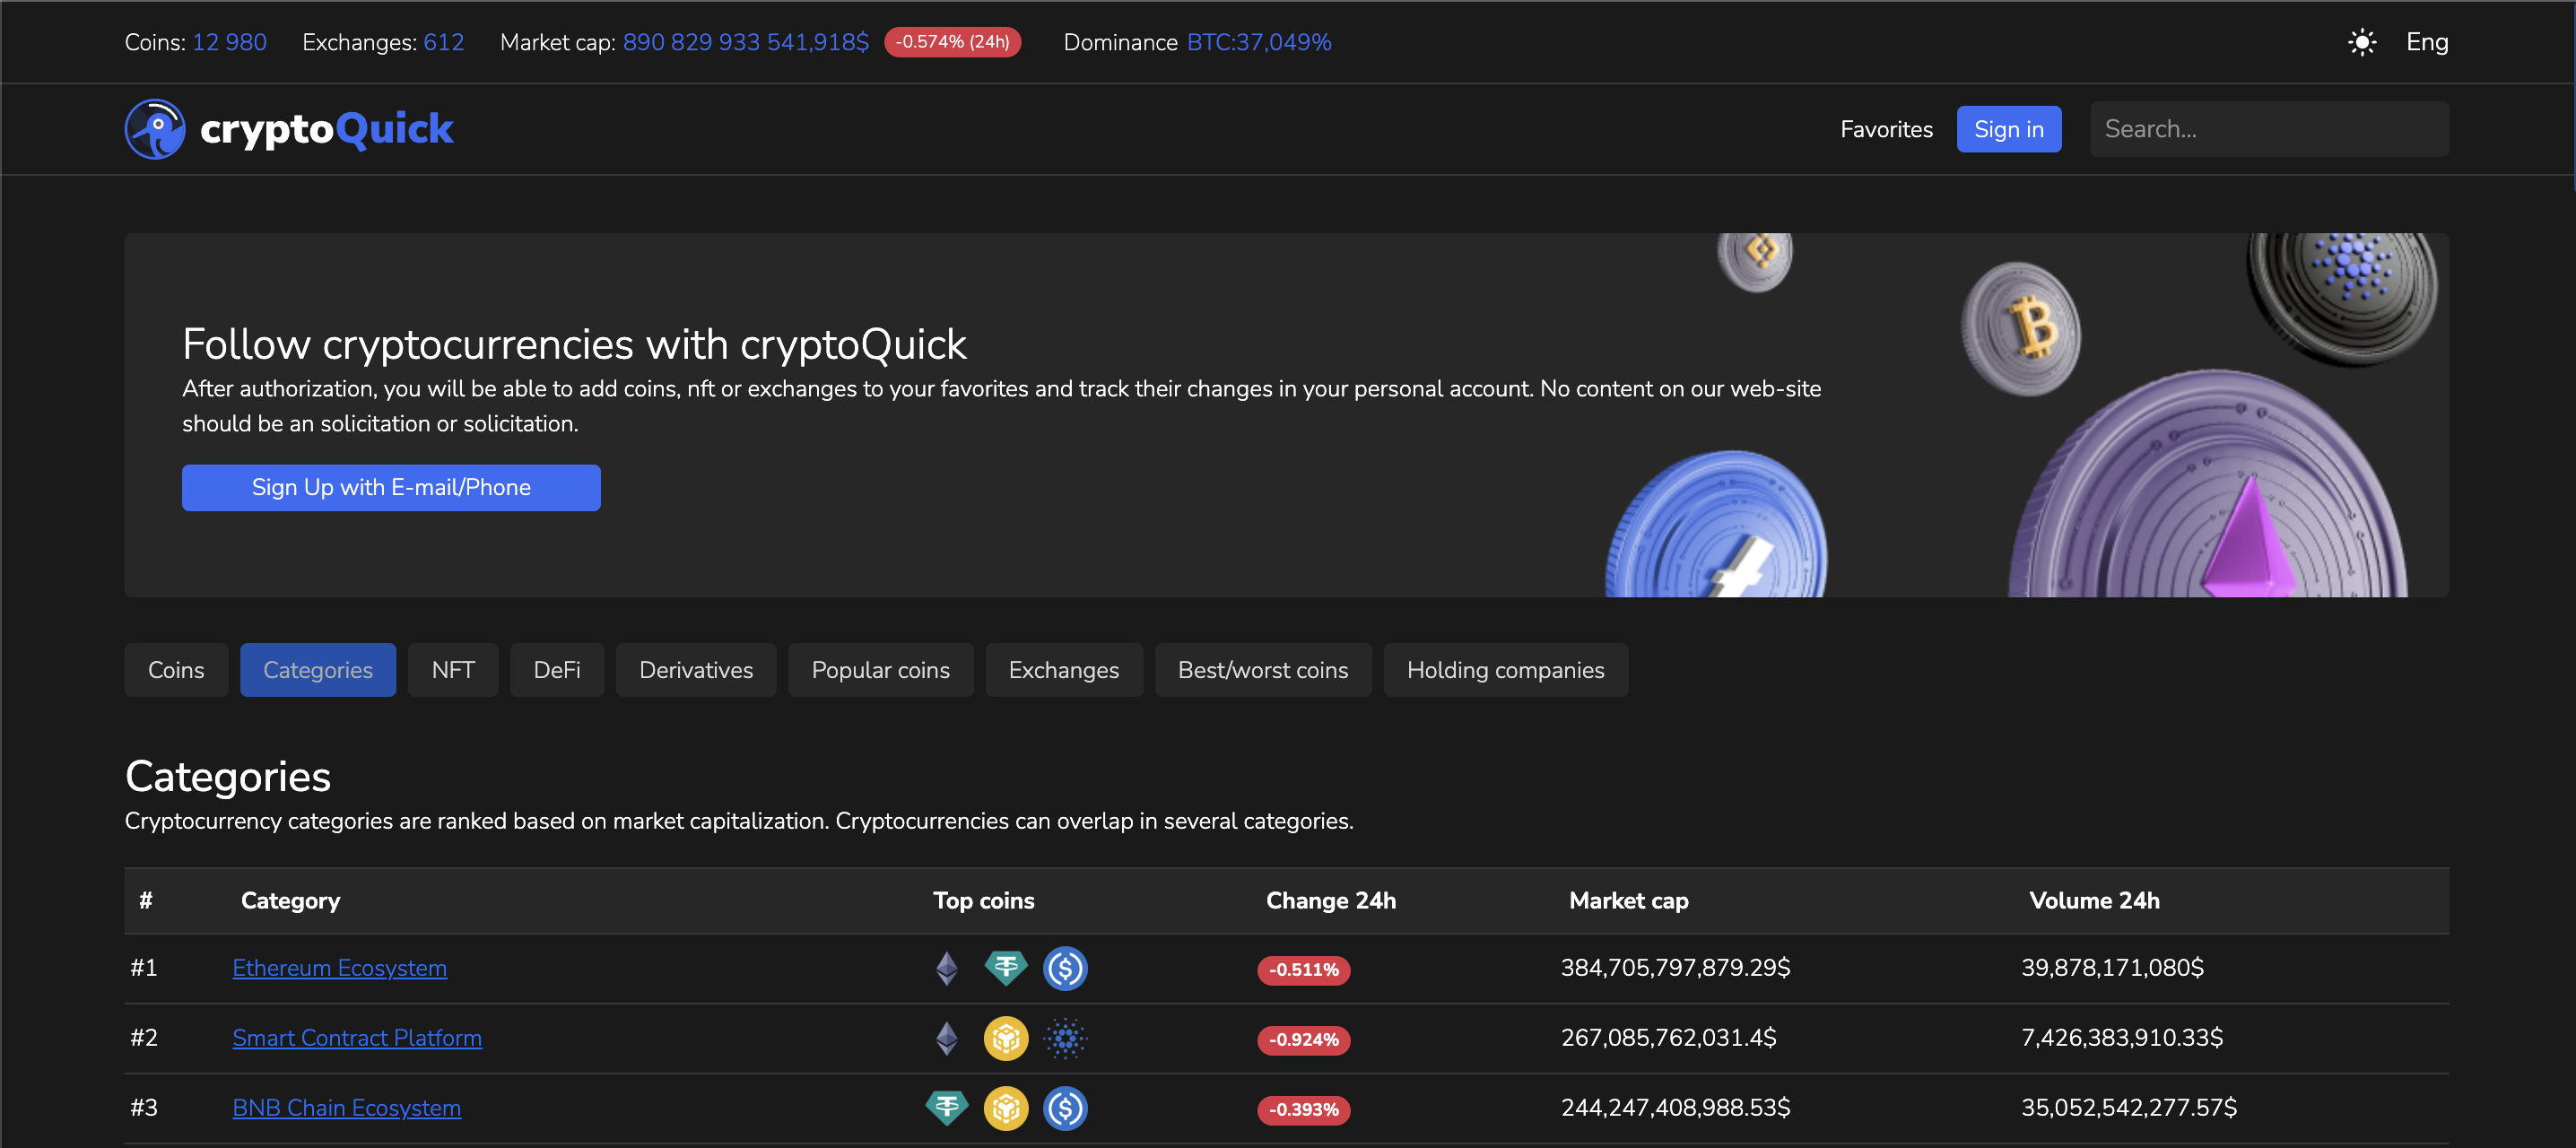 Coins: 12 980 Exchanges: 612 Market cap: 890 829 933 541,918$ -0.574% (24h) Dominance BTC:37,049% Eng
cryptoQuick Favorites Sign in Search...
Follow cryptocurrencies with cryptoQuick
After authorization, you will be able to add coins, nft or exchanges to your favorites and track their changes in your personal account. No content on our web-site
should be an solicitation or solicitation.
Sign Up with E-mail/Phone
Coins Categories NFT DeFi Derivatives Popular coins Exchanges Best/worst coins Holding companies
Categories
Cryptocurrency categories are ranked based on market capitalization. Cryptocurrencies can overlap in several categories.
# Category Top coins Change 24h Market cap Volume 24h
#1 Ethereum Ecosystem -0.511% 384,705,797,879.29$ 39,878,171,080$
#2 Smart Contract Platform -0.924% 267,085,762,031.4$ 7,426,383,910.33$
#3 BNB Chain Ecosystem -0.393% 244,247,408,988.53$ 35,052,542,277.57$